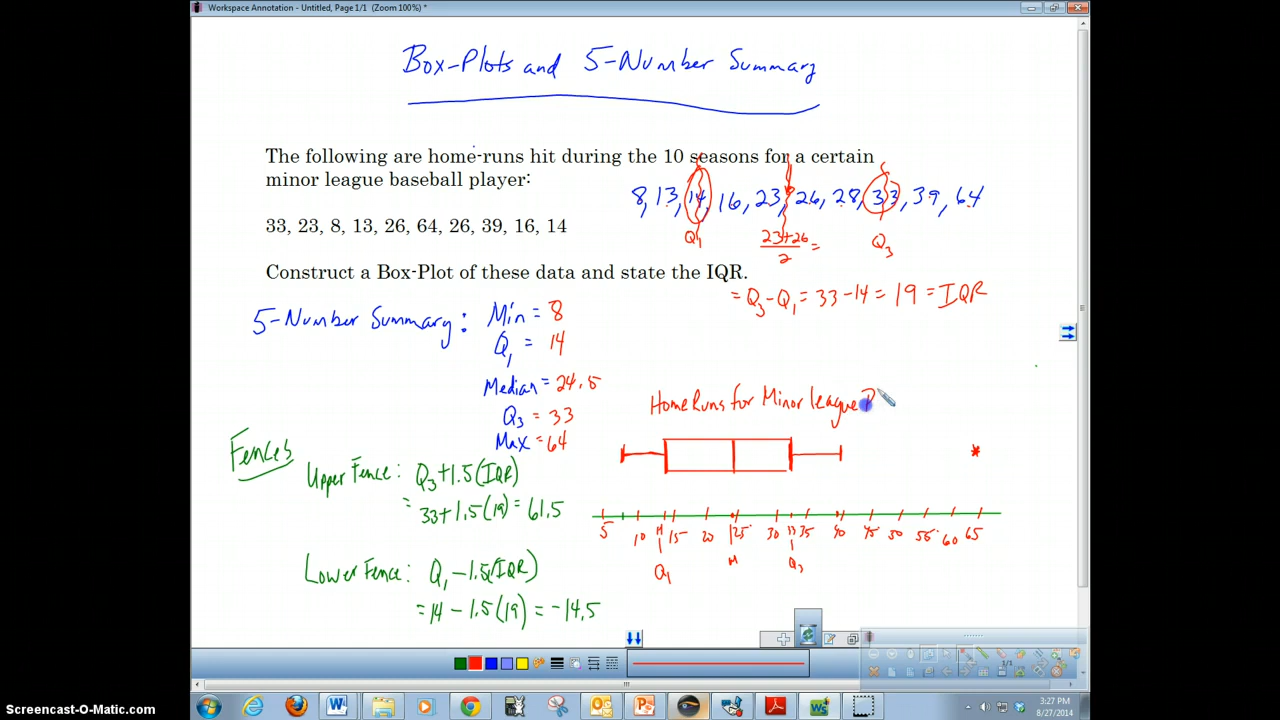 Workspace Annotation - Untitled, Page 1/1 (Zoom 100%) *
Box-Plots and 5-Number Summary
The following are home-runs hit during the 10 seasons for a certain
minor league baseball player:
8, 13, 14, 16, 23, 26, 28, 33, 39, 64
33, 23, 8, 13, 26, 64, 26, 39, 16, 14
Q1
23+26
2
=
Q3
Construct a Box-Plot of these data and state the IQR.
= Q3 - Q1 = 33 - 14 = 19 = IQR
5-Number Summary: Min = 8
Q1 = 14
Median = 24.5
Q3 = 33
Max = 64
Home Runs for Minor league P
Fences
Upper Fence: Q3 + 1.5(IQR)
= 33 + 1.5(19) = 61.5
*
5 10 14 15 20 25 30 33 35 40 45 50 55 60 65
Q1 M Q3
Lower Fence: Q1 - 1.5(IQR)
= 14 - 1.5(19) = -14.5
1/1
3:27 PM
8/27/2014
Screencast-O-Matic.com